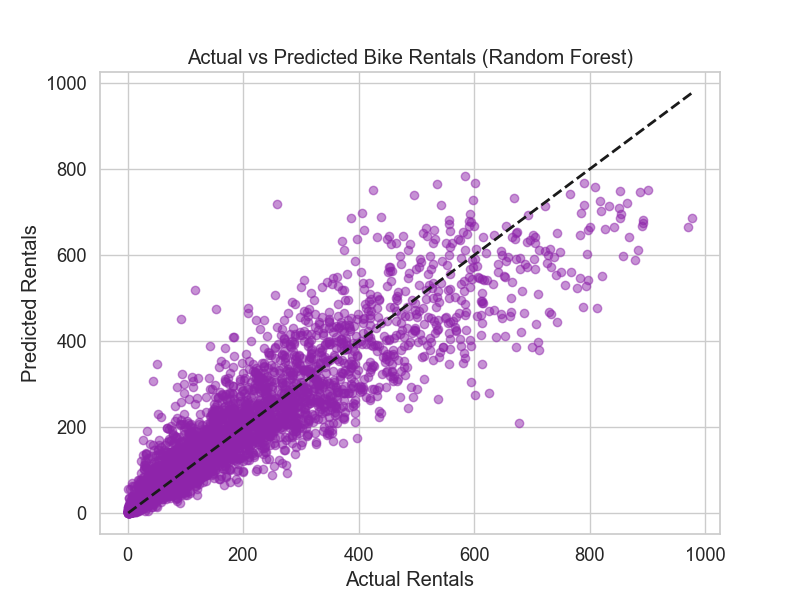 Actual vs Predicted Bike Rentals (Random Forest)
1000
800
600
400
200
0
Predicted Rentals
0 200 400 600 800 1000
Actual Rentals